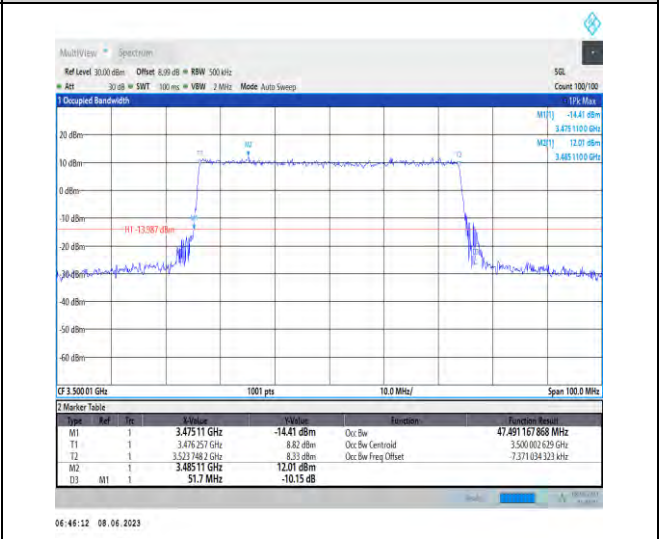 MultiView Spectrum
Ref Level 30.00 dBm Offset 8.99 dB RBW 500 kHz SGL
Att 30 dB SWT 100 ms VBW 2 MHz Mode Auto Sweep Count 100/100
1 Occupied Bandwidth 1Pk Max
M1[1] -14.41 dBm
3.475 1100 GHz
20 dBm M2[1] 12.01 dBm
M2 3.485 1100 GHz
T1 T2
10 dBm
0 dBm
-10 dBm
M1
H1 -13.987 dBm
-20 dBm
-30 dBm
-40 dBm
-50 dBm
-60 dBm
CF 3.500 01 GHz 1001 pts 10.0 MHz/ Span 100.0 MHz
2 Marker Table
Type Ref Trc X-Value Y-Value Function Function Result
M1 1 3.475 11 GHz -14.41 dBm Occ Bw 47.491 167 868 MHz
T1 1 3.476 257 GHz 8.82 dBm Occ Bw Centroid 3.500 002 629 GHz
T2 1 3.523 748 2 GHz 8.33 dBm Occ Bw Freq Offset -7.371 034 323 kHz
M2 1 3.485 11 GHz 12.01 dBm
D3 M1 1 51.7 MHz -10.15 dB
06:46:12 08.06.2023